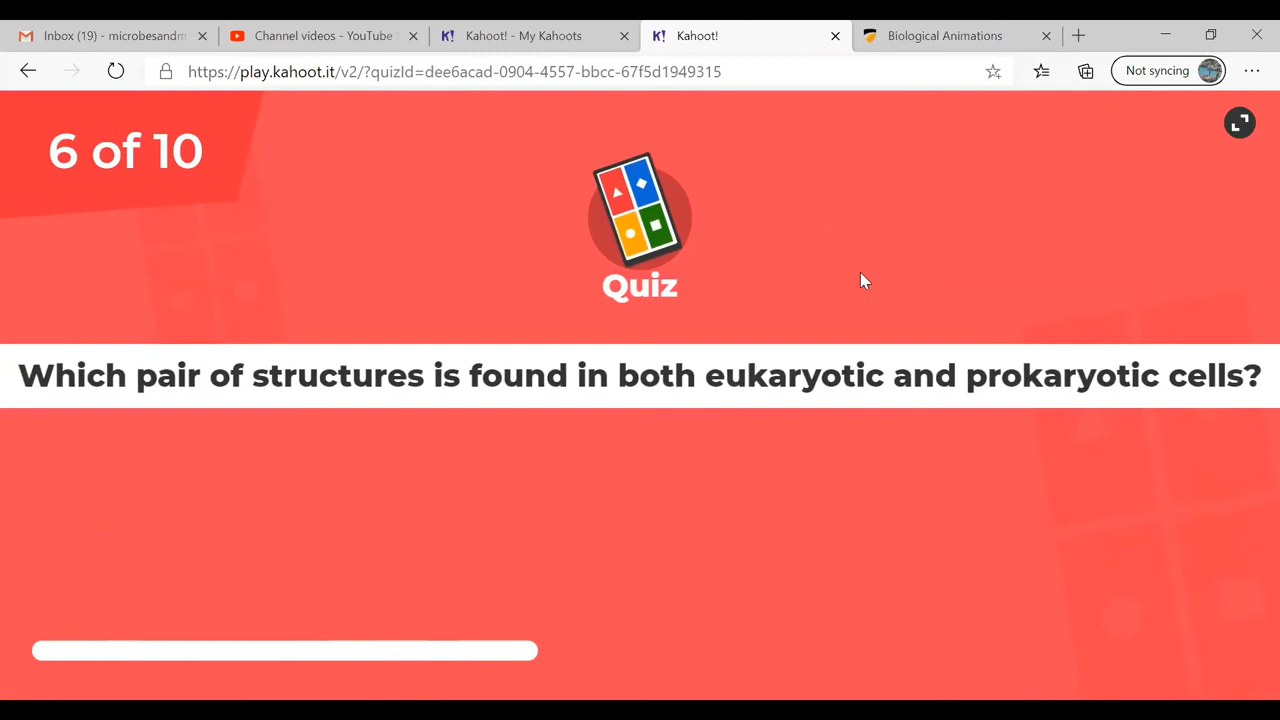 Inbox (19) - microbesandm
Channel videos - YouTube
Kahoot! - My Kahoots
Kahoot!
Biological Animations
https://play.kahoot.it/v2/?quizId=dee6acad-0904-4557-bbcc-67f5d1949315
Not syncing
6 of 10
Quiz
Which pair of structures is found in both eukaryotic and prokaryotic cells?